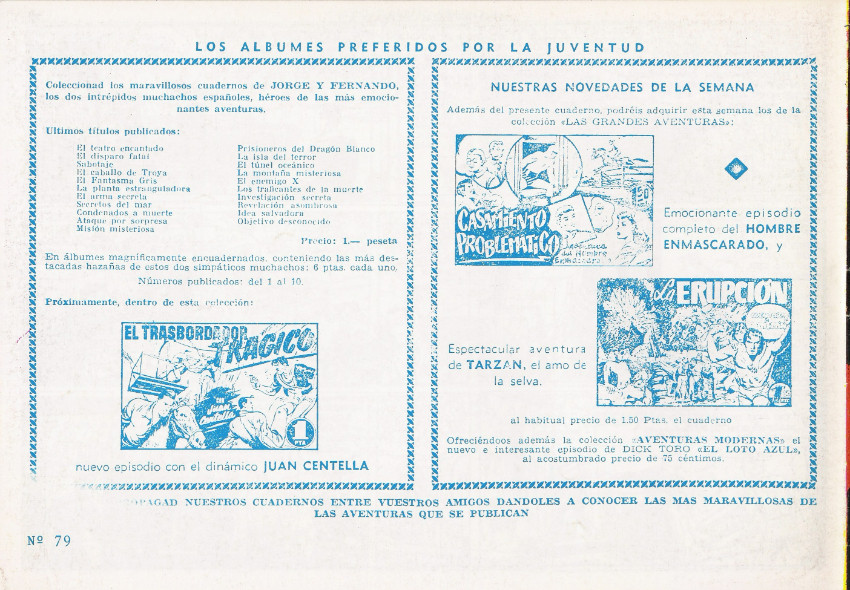 LOS ALBUMES PREFERIDOS POR LA JUVENTUD
Coleccionad los maravillosos cuadernos de JORGE Y FERNANDO,
los dos intrépidos muchachos españoles, héroes de las más emocio-
nantes aventuras.
Ultimos títulos publicados:
El teatro encantado
El disparo fatal
Sabotaje
El caballo de Troya
El Fantasma Gris
La planta estranguladora
El arma secreta
Secretos del mar
Condenados a muerte
Ataque por sorpresa
Misión misteriosa
Prisioneros del Dragón Blanco
La isla del terror
El túnel oceánico
La montaña misteriosa
El enemigo X
Los traficantes de la muerte
Investigación secreta
Revelación asombrosa
Idea salvadora
Objetivo desconocido
Precio: 1.— peseta
En álbumes magníficamente encuadernados, conteniendo las más des-
tacadas hazañas de estos dos simpáticos muchachos: 6 ptas. cada uno.
Números publicados: del 1 al 10.
Próximamente, dentro de esta colección:
EL TRASBORDADOR
TRAGICO
1
PTA
nuevo episodio con el dinámico JUAN CENTELLA
NUESTRAS NOVEDADES DE LA SEMANA
Además del presente cuaderno, podréis adquirir esta semana los de la
colección «LAS GRANDES AVENTURAS»:
CASAMIENTO
PROBLEMATICO
del Hombre
Emocionante episodio
completo del HOMBRE
ENMASCARADO, y
La ERUPCION
Espectacular aventura
de TARZAN, el amo de
la selva.
al habitual precio de 1.50 Ptas. el cuaderno
Ofreciéndoos además la colección «AVENTURAS MODERNAS» el
nuevo e interesante episodio de DICK TORO «EL LOTO AZUL»,
al acostumbrado precio de 75 céntimos.
OPAGAD NUESTROS CUADERNOS ENTRE VUESTROS AMIGOS DANDOLES A CONOCER LAS MAS MARAVILLOSAS DE
LAS AVENTURAS QUE SE PUBLICAN
Nº 79